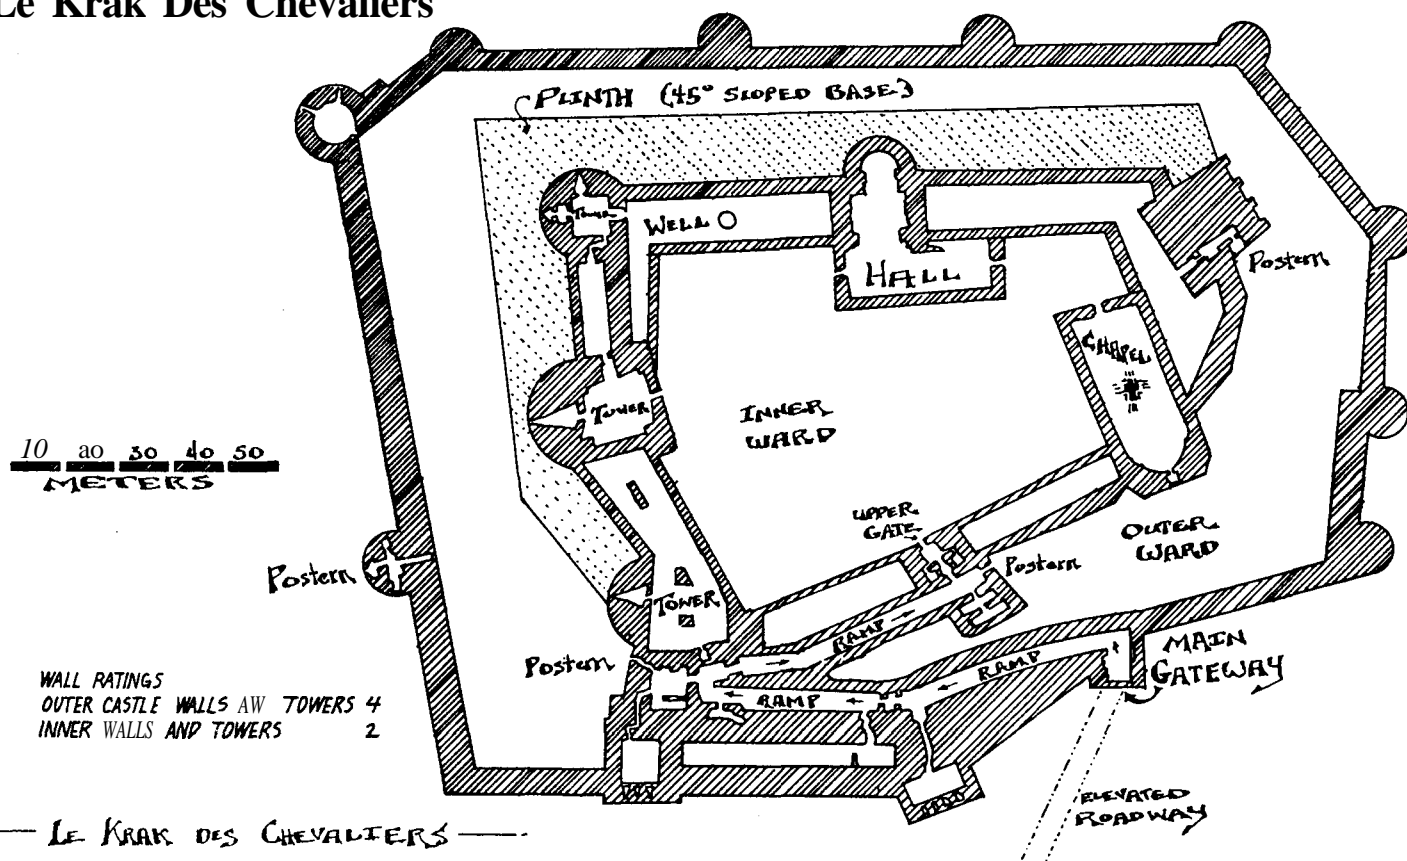 Le Krak Des Chevaliers
PLINTH (45° SLOPED BASE)
TOWER
WELL
HALL
Postern
CHAPEL
TOWER
INNER
WARD
10 ao 30 40 50
METERS
UPPER
GATE
OUTER
WARD
Postern
Postern
TOWER
RAMP
MAIN
GATEWAY
Postern
RAMP
RAMP
WALL RATINGS
OUTER CASTLE WALLS AW TOWERS 4
INNER WALLS AND TOWERS 2
ELEVATED
ROADWAY
LE KRAK DES CHEVALIERS